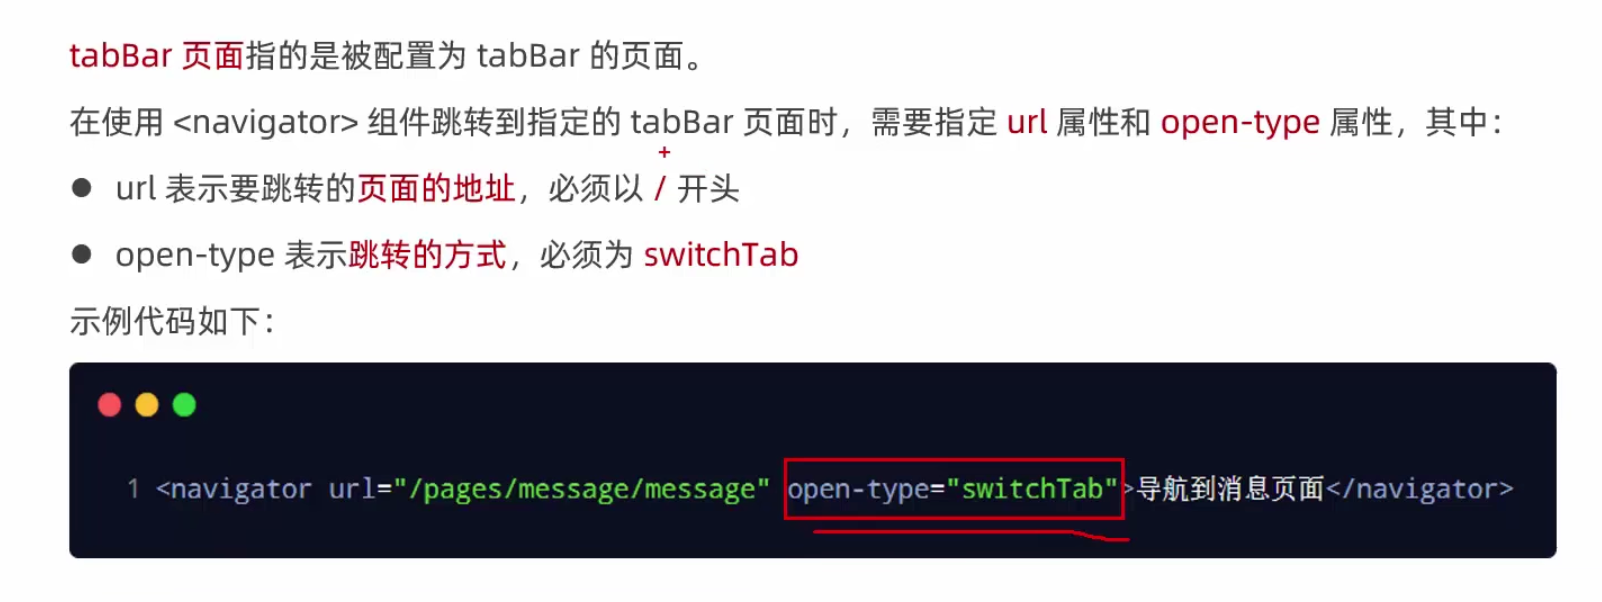 tabBar 页面指的是被配置为 tabBar 的页面。
在使用 <navigator> 组件跳转到指定的 tabBar 页面时，需要指定 url 属性和 open-type 属性，其中：
● url 表示要跳转的页面的地址，必须以 / 开头
● open-type 表示跳转的方式，必须为 switchTab
示例代码如下：
1 <navigator url="/pages/message/message" open-type="switchTab">导航到消息页面</navigator>